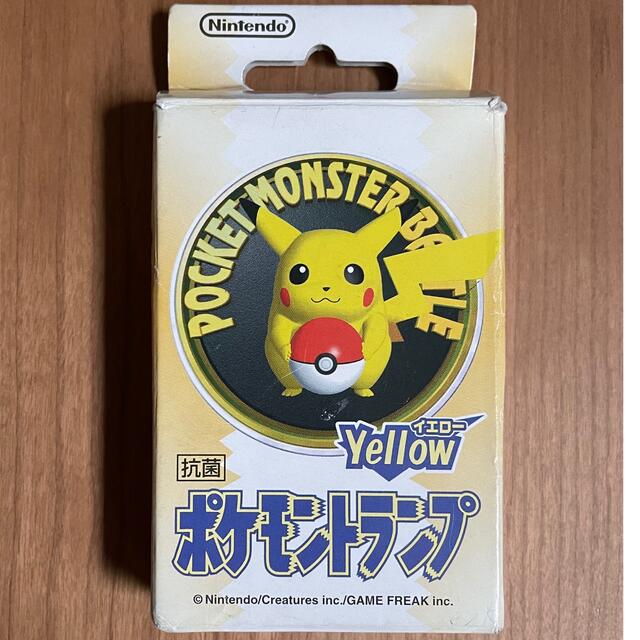 Nintendo
POCKET MONSTER BATTLE
イエロー
Yellow
抗菌
ポケモントランプ
©Nintendo/Creatures inc./GAME FREAK inc.